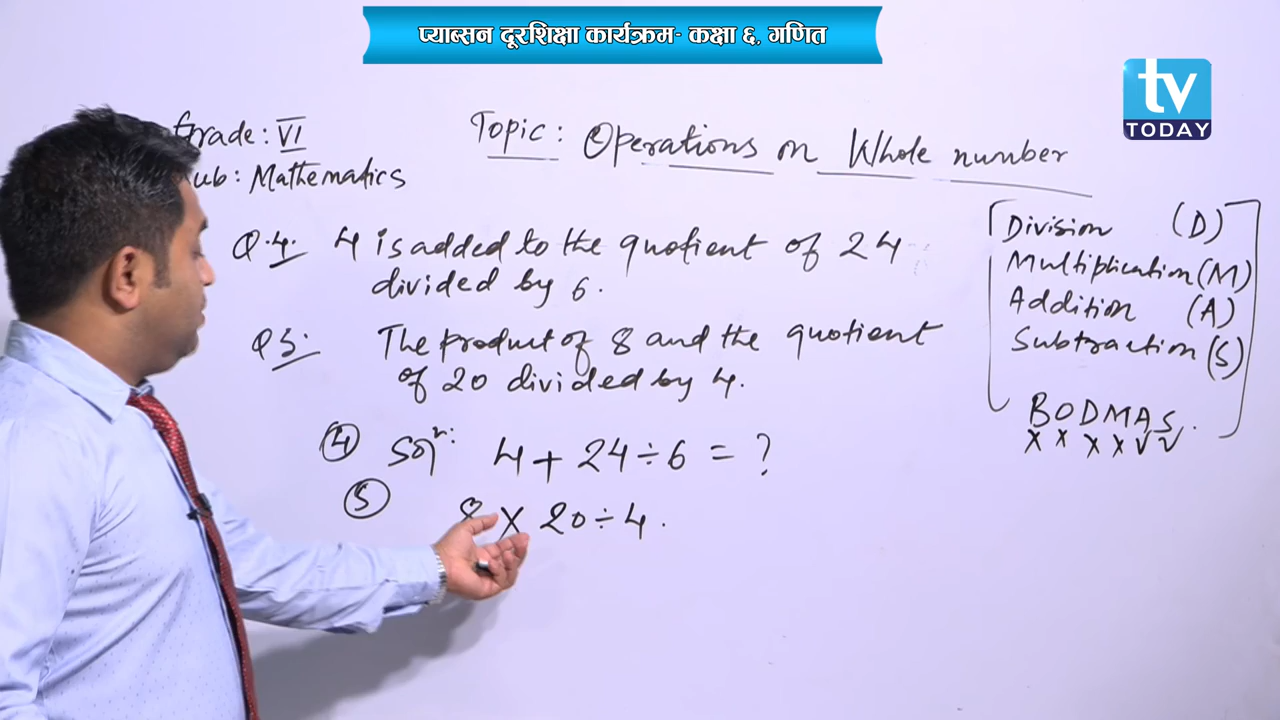 प्याब्सन दूरशिक्षा कार्यक्रम- कक्षा ६, गणित
tv
TODAY
Grade: VI
Sub: Mathematics
Topic: Operations on Whole number
Q.4. 4 is added to the quotient of 24
divided by 6.
Q5. The product of 8 and the quotient
of 20 divided by 4.
④ Solⁿ: 4 + 24 ÷ 6 = ?
⑤ 8 × 20 ÷ 4.
Division (D)
Multiplication (M)
Addition (A)
Subtraction (S)
BODMAS.
× × × × ✓ ✓